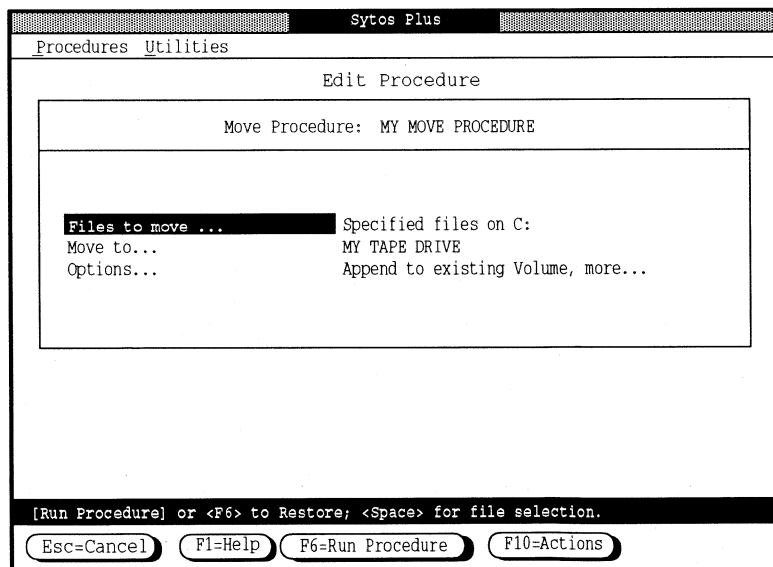 Sytos Plus
Procedures Utilities
Edit Procedure
Move Procedure: MY MOVE PROCEDURE
Files to move ... Specified files on C:
Move to... MY TAPE DRIVE
Options... Append to existing Volume, more...
[Run Procedure] or <F6> to Restore; <Space> for file selection.
Esc=Cancel F1=Help F6=Run Procedure F10=Actions